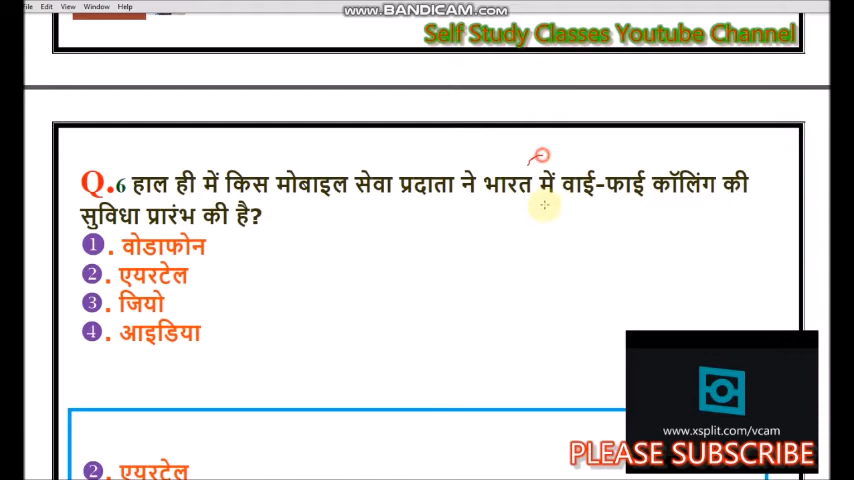 File Edit View Window Help
WWW.BANDICAM.COM
Self Study Classes Youtube Channel
Q.6 हाल ही में किस मोबाइल सेवा प्रदाता ने भारत में वाई-फाई कॉलिंग की
सुविधा प्रारंभ की है?
1. वोडाफोन
2. एयरटेल
3. जियो
4. आइडिया
www.xsplit.com/vcam
PLEASE SUBSCRIBE
2. एयरटेल